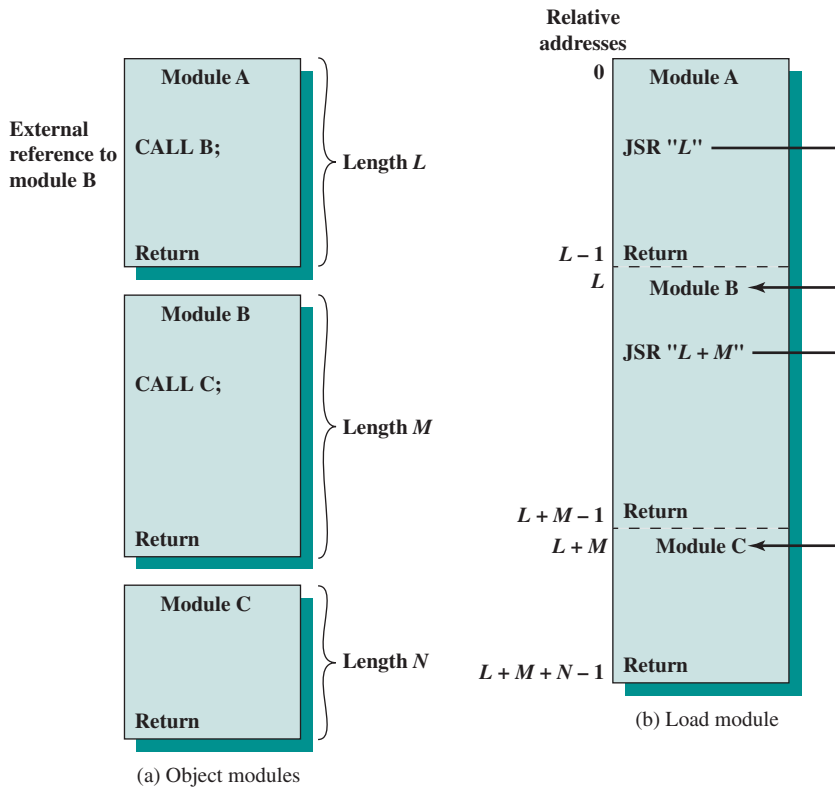 Module A
External
reference to
module B
CALL B;
Length L
Return
Module B
CALL C;
Length M
Return
Module C
Length N
Return
(a) Object modules
Relative
addresses
0
Module A
JSR "L"
L – 1
Return
L
Module B
JSR "L + M"
L + M – 1
Return
L + M
Module C
L + M + N – 1
Return
(b) Load module